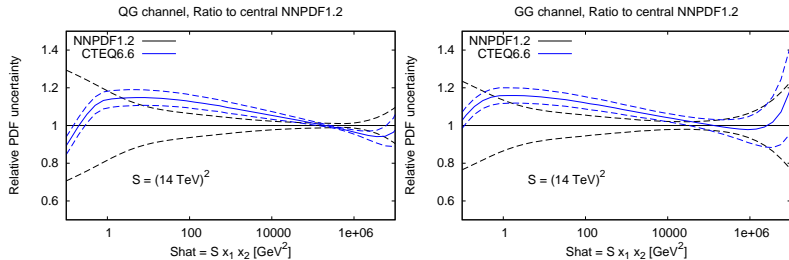 QG channel, Ratio to central NNPDF1.2
NNPDF1.2
CTEQ6.6
Relative PDF uncertainty
1.4
1.2
1
0.8
0.6
S = (14 TeV)²
1 100 10000 1e+06
Shat = S x₁ x₂ [GeV²]
GG channel, Ratio to central NNPDF1.2
NNPDF1.2
CTEQ6.6
Relative PDF uncertainty
1.4
1.2
1
0.8
0.6
S = (14 TeV)²
1 100 10000 1e+06
Shat = S x₁ x₂ [GeV²]